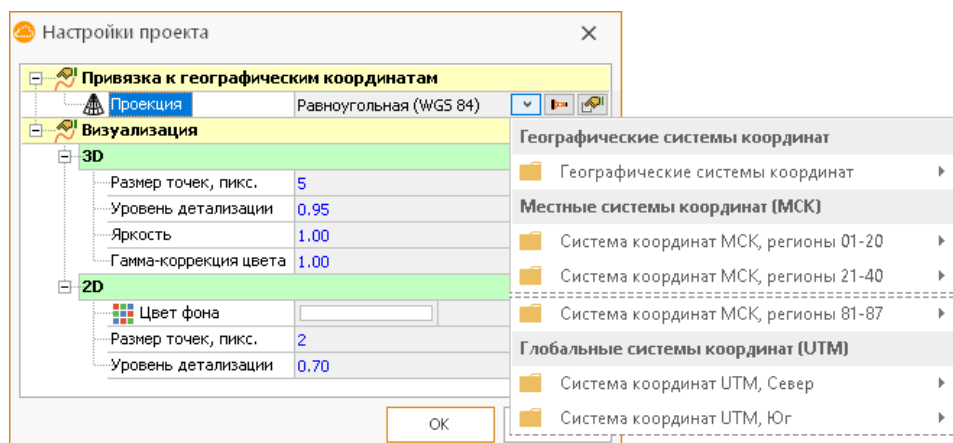 Настройки проекта
Привязка к географическим координатам
Проекция Равноугольная (WGS 84)
Визуализация
3D
Размер точек, пикс. 5
Уровень детализации 0.95
Яркость 1.00
Гамма-коррекция цвета 1.00
2D
Цвет фона
Размер точек, пикс. 2
Уровень детализации 0.70
ОК
Географические системы координат
Географические системы координат
Местные системы координат (МСК)
Система координат МСК, регионы 01-20
Система координат МСК, регионы 21-40
Система координат МСК, регионы 81-87
Глобальные системы координат (UTM)
Система координат UTM, Север
Система координат UTM, Юг